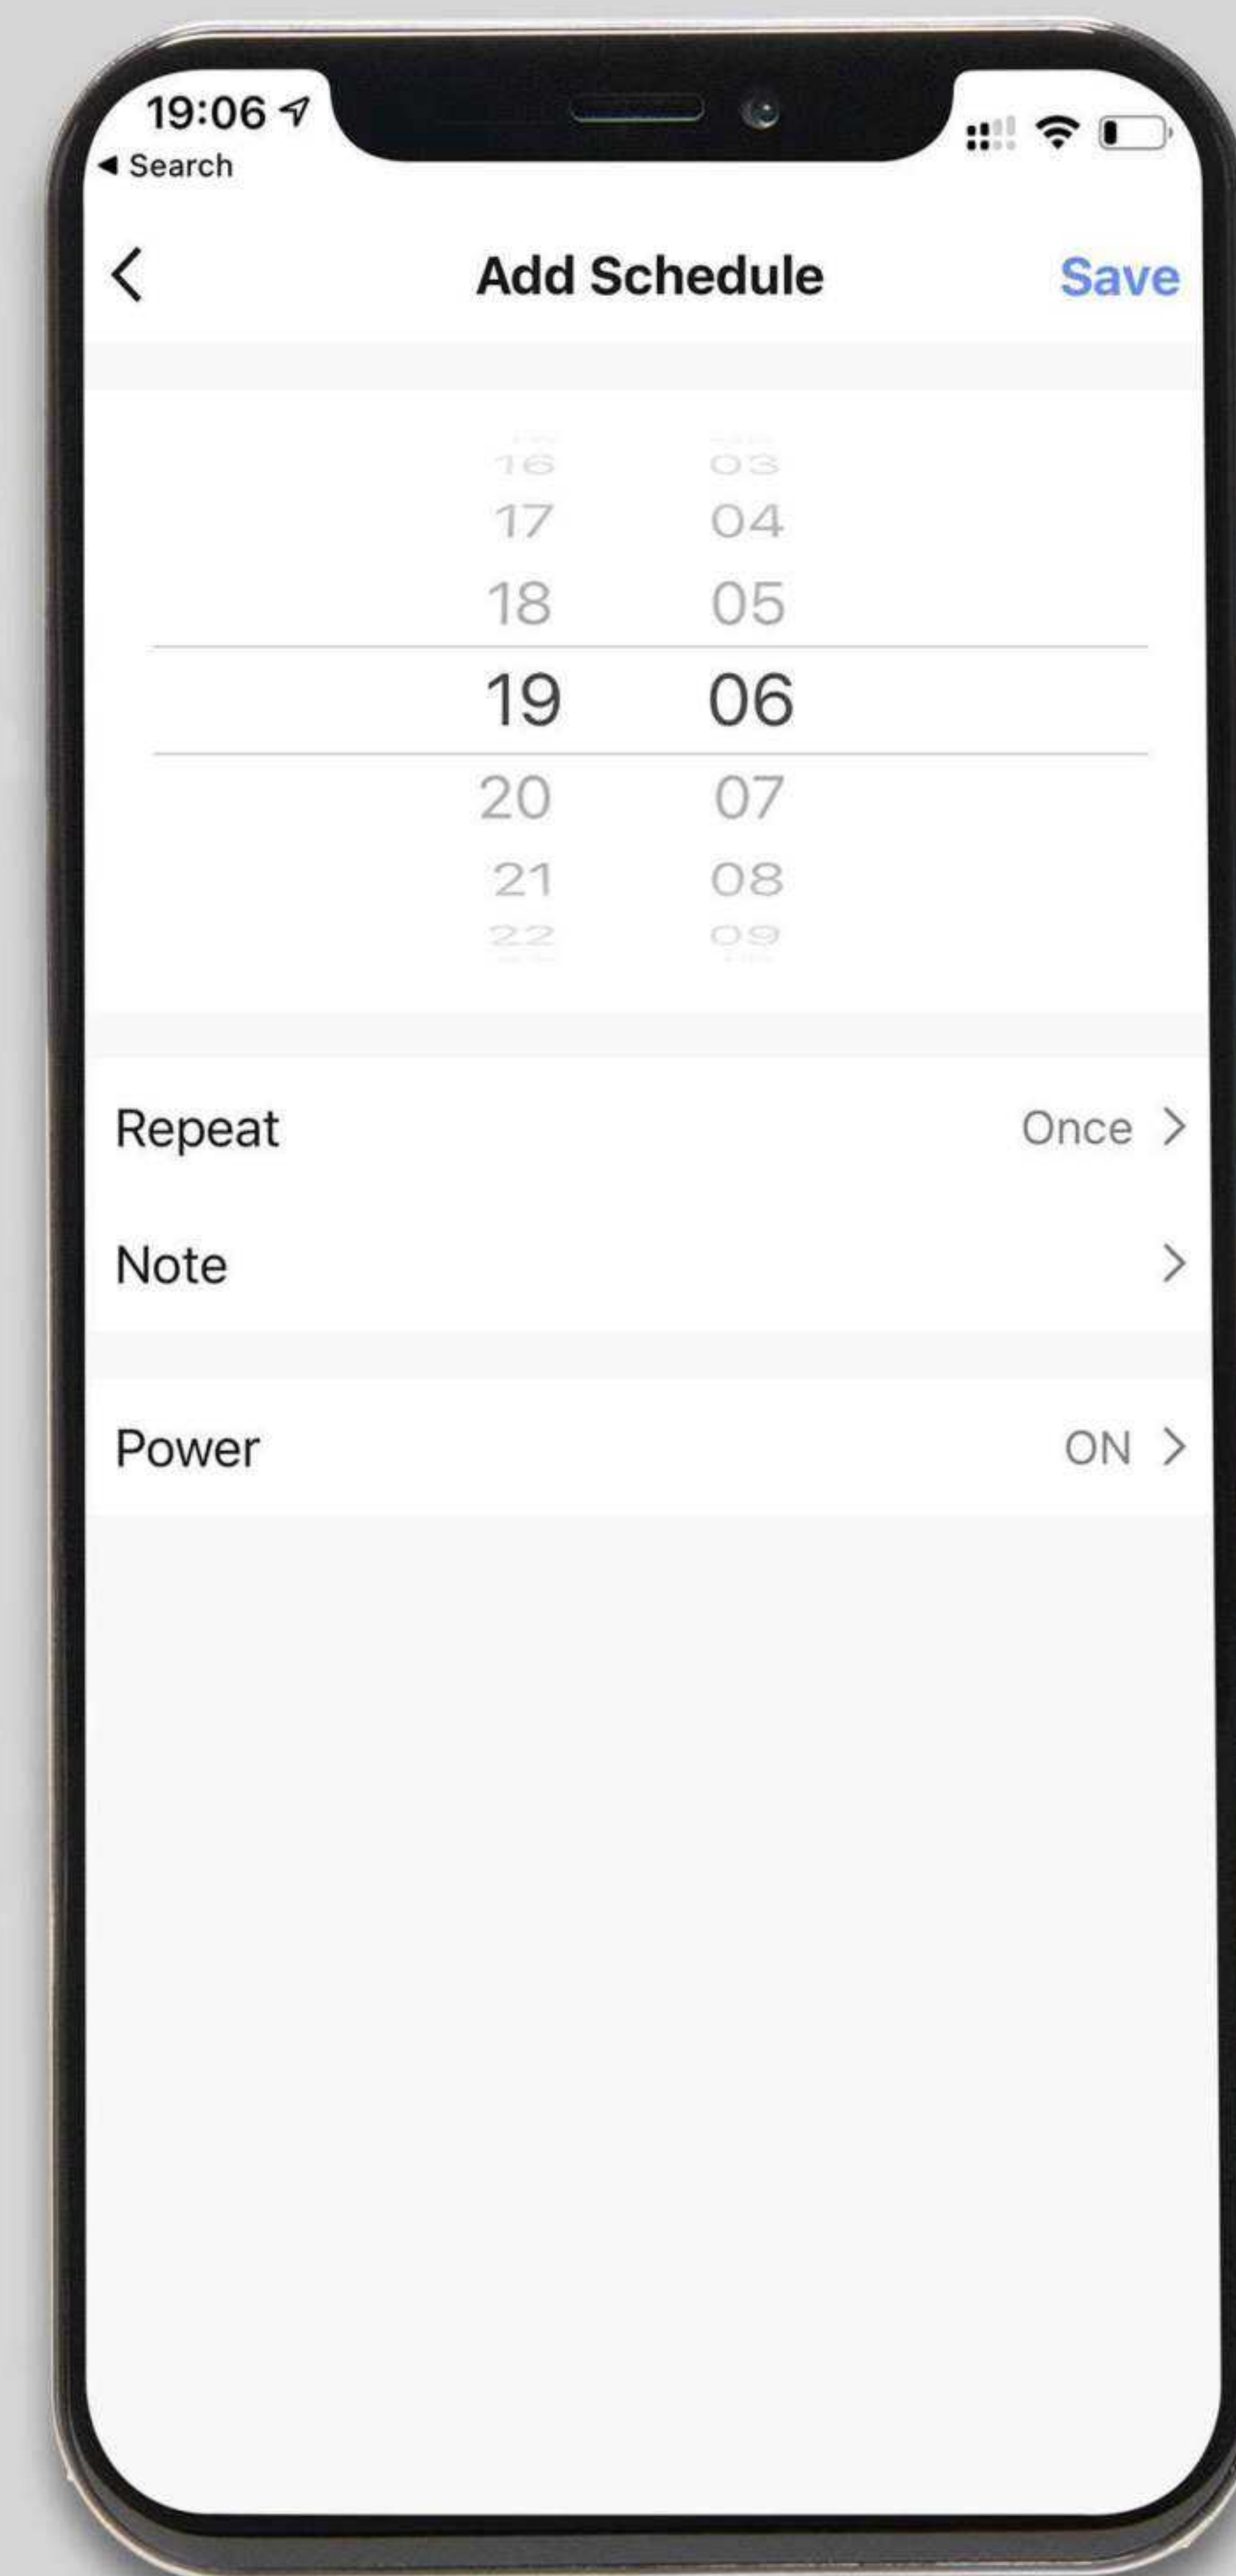 19:06
◀ Search
Add Schedule Save
16 03
17 04
18 05
19 06
20 07
21 08
22 09
Repeat Once >
Note >
Power ON >